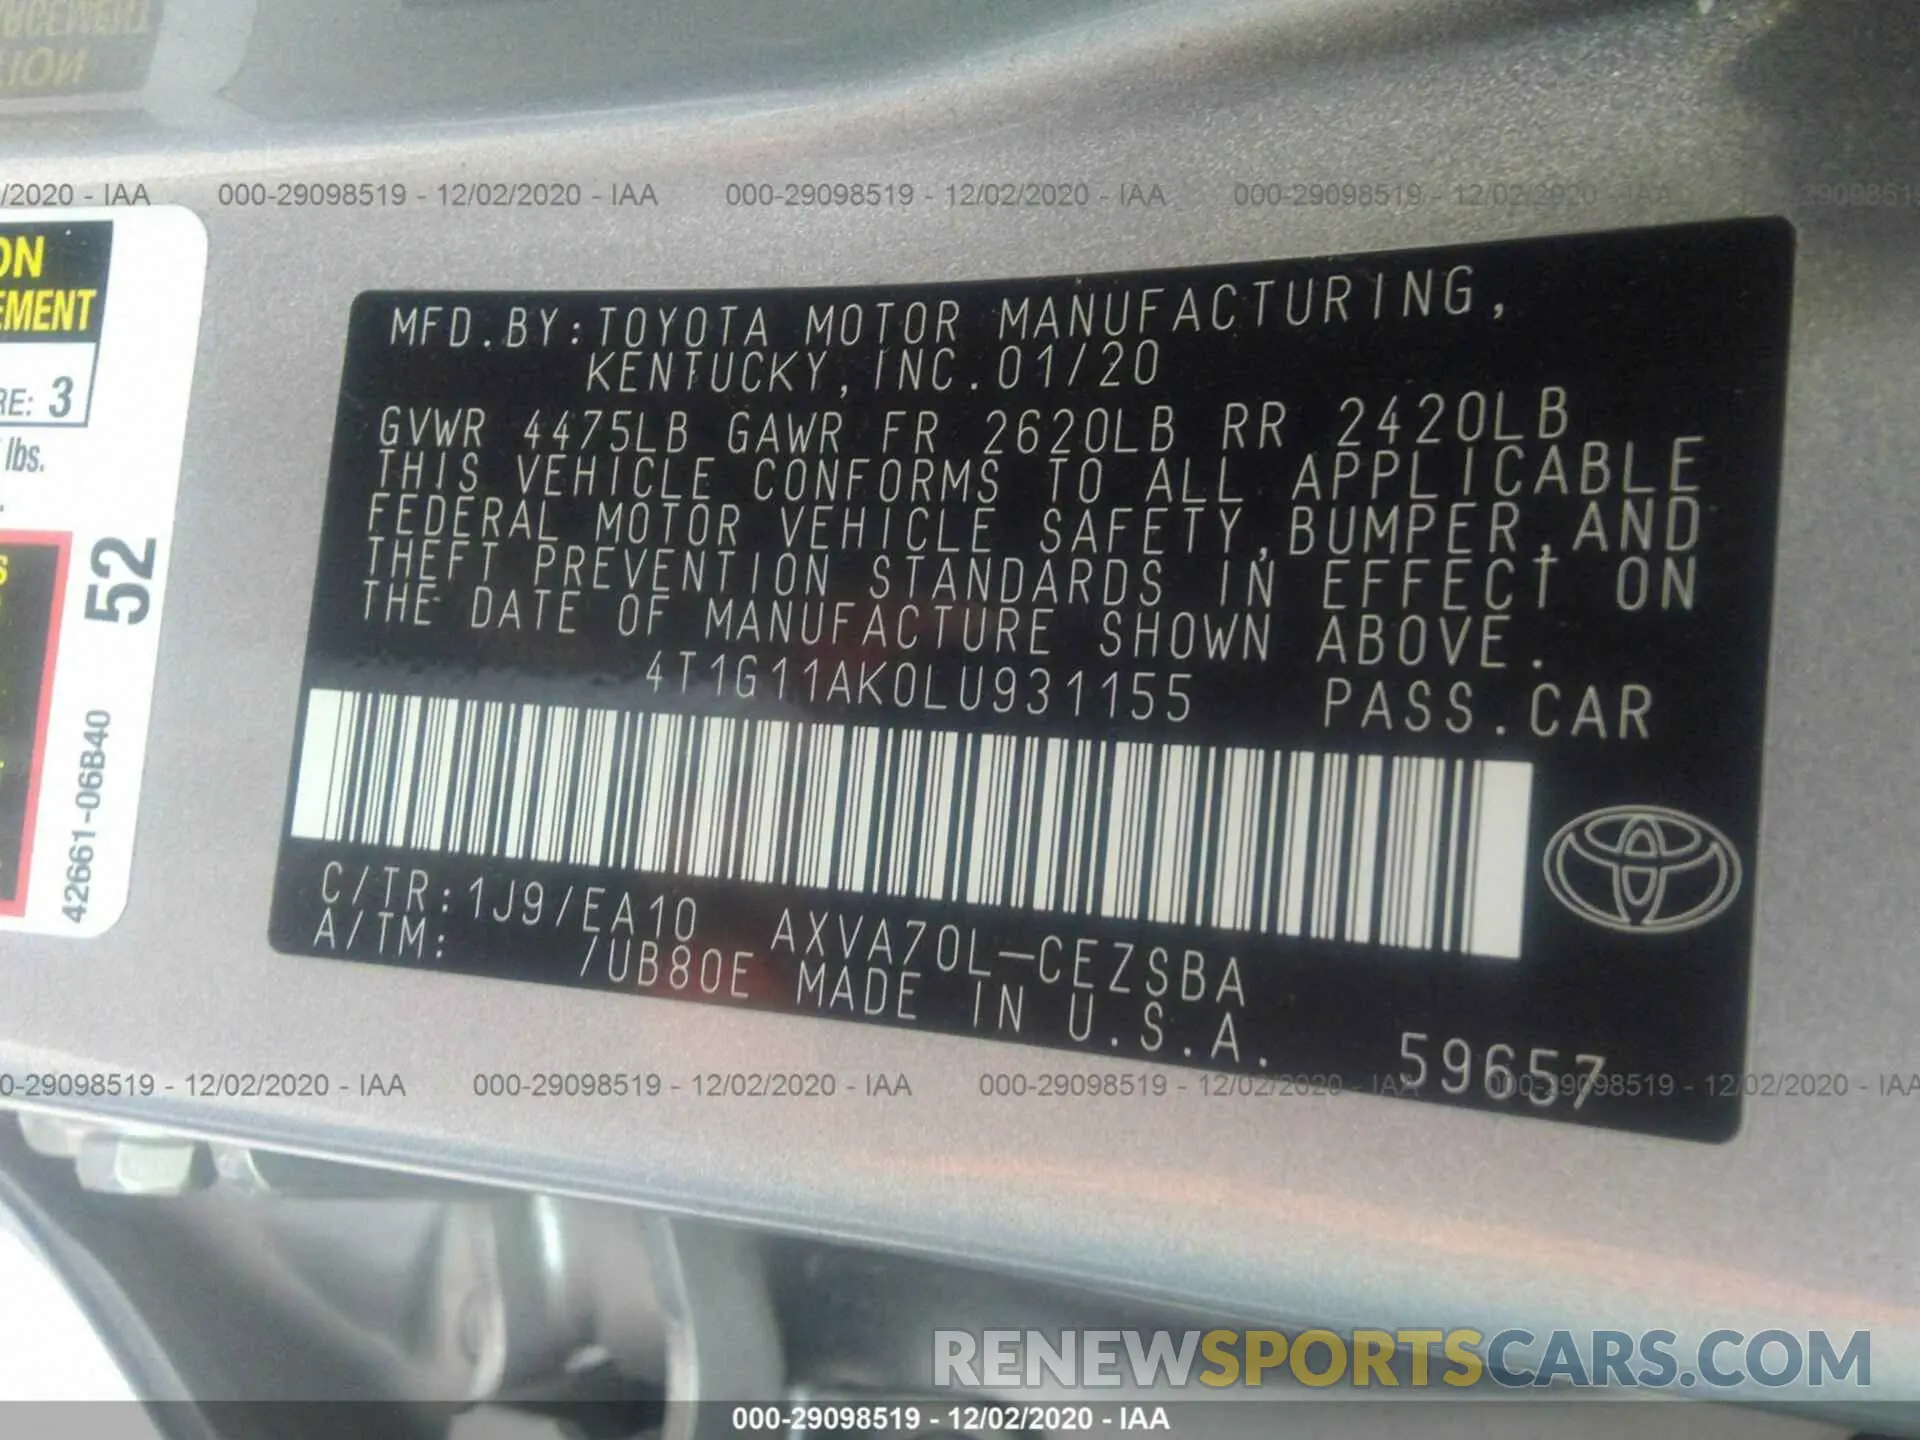 /2020 - IAA 000-29098519 - 12/02/2020 - IAA 000-29098519 - 12/02/2020 - IAA 000-29098519 - 12/02/2020 - IAA 29098519
ON
EMENT
RE: 3
lbs.
52
42661-06B40
MFD.BY:TOYOTA MOTOR MANUFACTURING,
KENTUCKY,INC.01/20
GVWR 4475LB GAWR FR 2620LB RR 2420LB
THIS VEHICLE CONFORMS TO ALL APPLICABLE
FEDERAL MOTOR VEHICLE SAFETY,BUMPER,AND
THEFT PREVENTION STANDARDS IN EFFECT ON
THE DATE OF MANUFACTURE SHOWN ABOVE.
4T1G11AK0LU931155 PASS.CAR
C/TR:1J9/EA10 AXVA70L-CEZSBA
A/TM: /UB80E MADE IN U.S.A.
59657
0-29098519 - 12/02/2020 - IAA 000-29098519 - 12/02/2020 - IAA 000-29098519 - 12/02/2020 - IAA 000-29098519 - 12/02/2020 - IAA
RENEWSPORTSCARS.COM
000-29098519 - 12/02/2020 - IAA